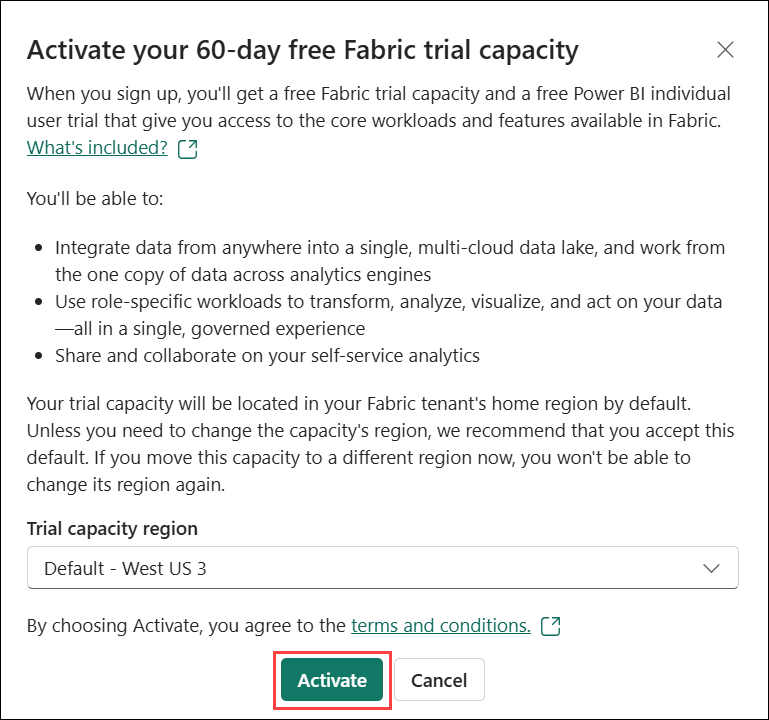 Activate your 60-day free Fabric trial capacity
When you sign up, you'll get a free Fabric trial capacity and a free Power BI individual
user trial that give you access to the core workloads and features available in Fabric.
What's included?
You'll be able to:
• Integrate data from anywhere into a single, multi-cloud data lake, and work from
the one copy of data across analytics engines
• Use role-specific workloads to transform, analyze, visualize, and act on your data
—all in a single, governed experience
• Share and collaborate on your self-service analytics
Your trial capacity will be located in your Fabric tenant's home region by default.
Unless you need to change the capacity's region, we recommend that you accept this
default. If you move this capacity to a different region now, you won't be able to
change its region again.
Trial capacity region
Default - West US 3
By choosing Activate, you agree to the terms and conditions.
Activate Cancel